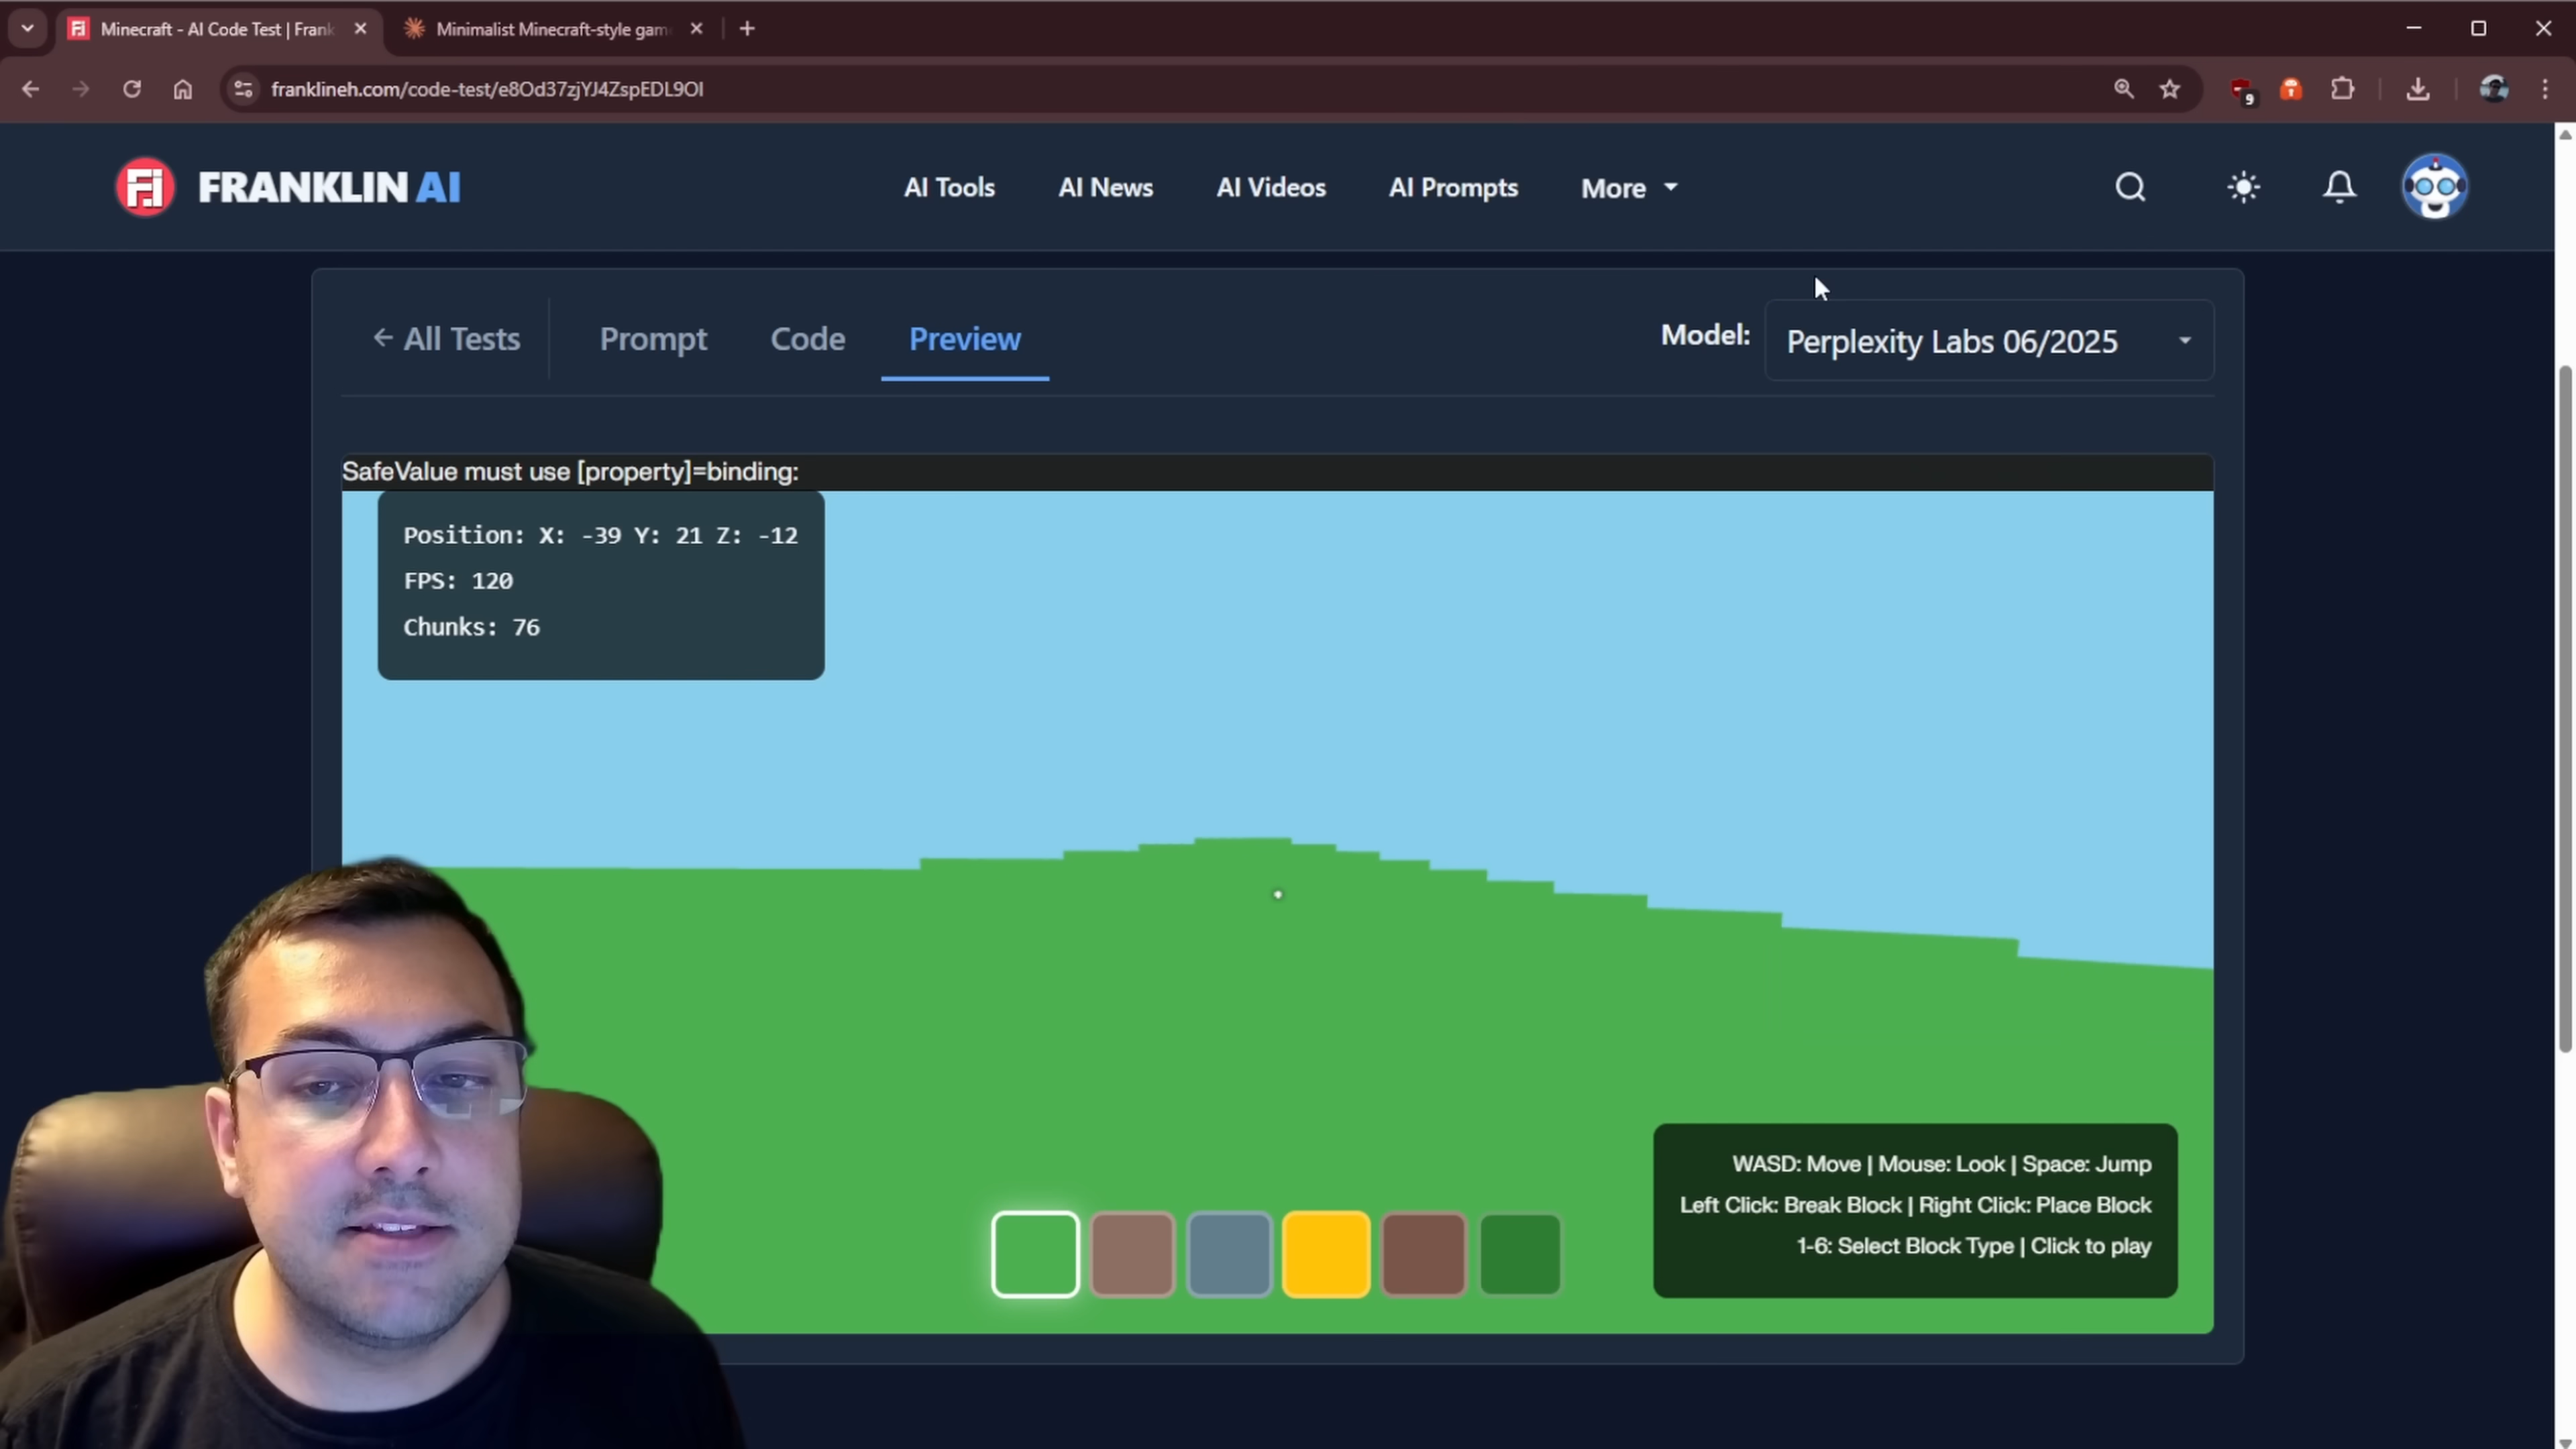 Minecraft - AI Code Test | Frank
Minimalist Minecraft-style gam
franklineh.com/code-test/e8Od37zjYJ4ZspEDL9OI
9
FRANKLIN AI
AI Tools
AI News
AI Videos
AI Prompts
More
← All Tests
Prompt
Code
Preview
Model:
Perplexity Labs 06/2025
SafeValue must use [property]=binding:
Position: X: -39 Y: 21 Z: -12
FPS: 120
Chunks: 76
WASD: Move | Mouse: Look | Space: Jump
Left Click: Break Block | Right Click: Place Block
1-6: Select Block Type | Click to play